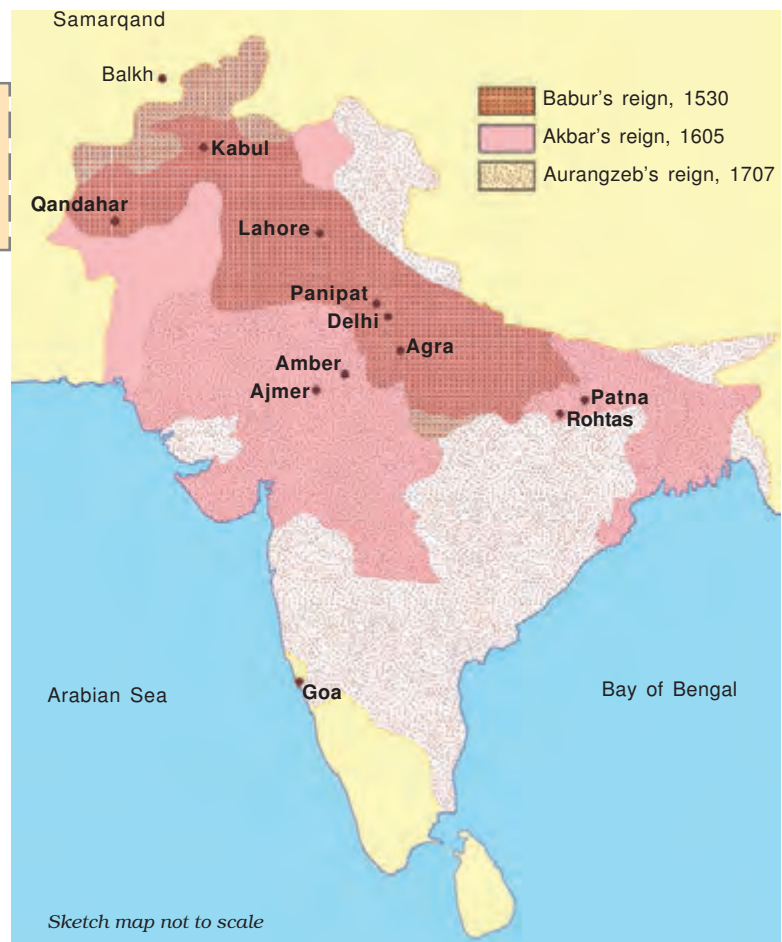 Samarqand
Balkh
Babur's reign, 1530
Akbar's reign, 1605
Aurangzeb's reign, 1707
Kabul
Qandahar
Lahore
Panipat
Delhi
Agra
Amber
Ajmer
Patna
Rohtas
Goa
Arabian Sea
Bay of Bengal
Sketch map not to scale